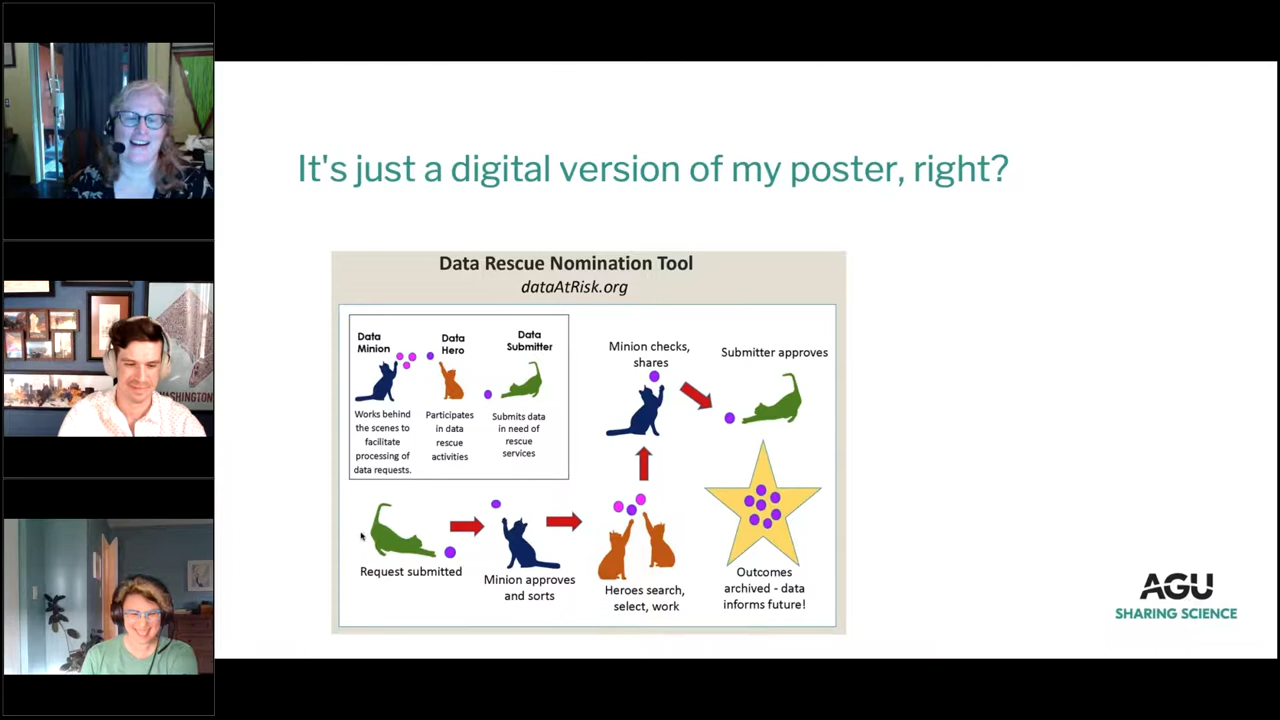 It's just a digital version of my poster, right?
Data Rescue Nomination Tool
dataAtRisk.org
Data
Minion
Works behind
the scenes to
facilitate
processing of
data requests.
Data
Hero
Participates
in data
rescue
activities
Data
Submitter
Submits data
in need of
rescue
services
Minion checks,
shares
Submitter approves
Request submitted
Minion approves
and sorts
Heroes search,
select, work
Outcomes
archived - data
informs future!
AGU
SHARING SCIENCE
WASHINGTON